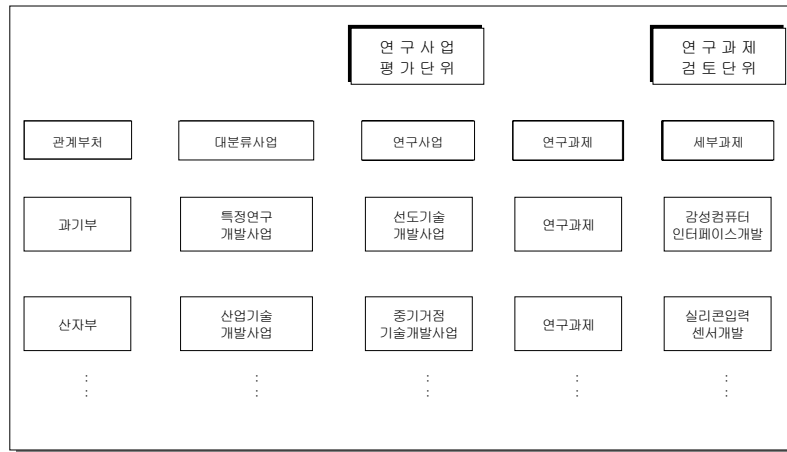 연 구 사 업
평 가 단 위
연 구 과 제
검 토 단 위
관계부처
대분류사업
연구사업
연구과제
세부과제
과기부
특정연구
개발사업
선도기술
개발사업
연구과제
감성컴퓨터
인터페이스개발
산자부
산업기술
개발사업
중기거점
기술개발사업
연구과제
실리콘입력
센서개발